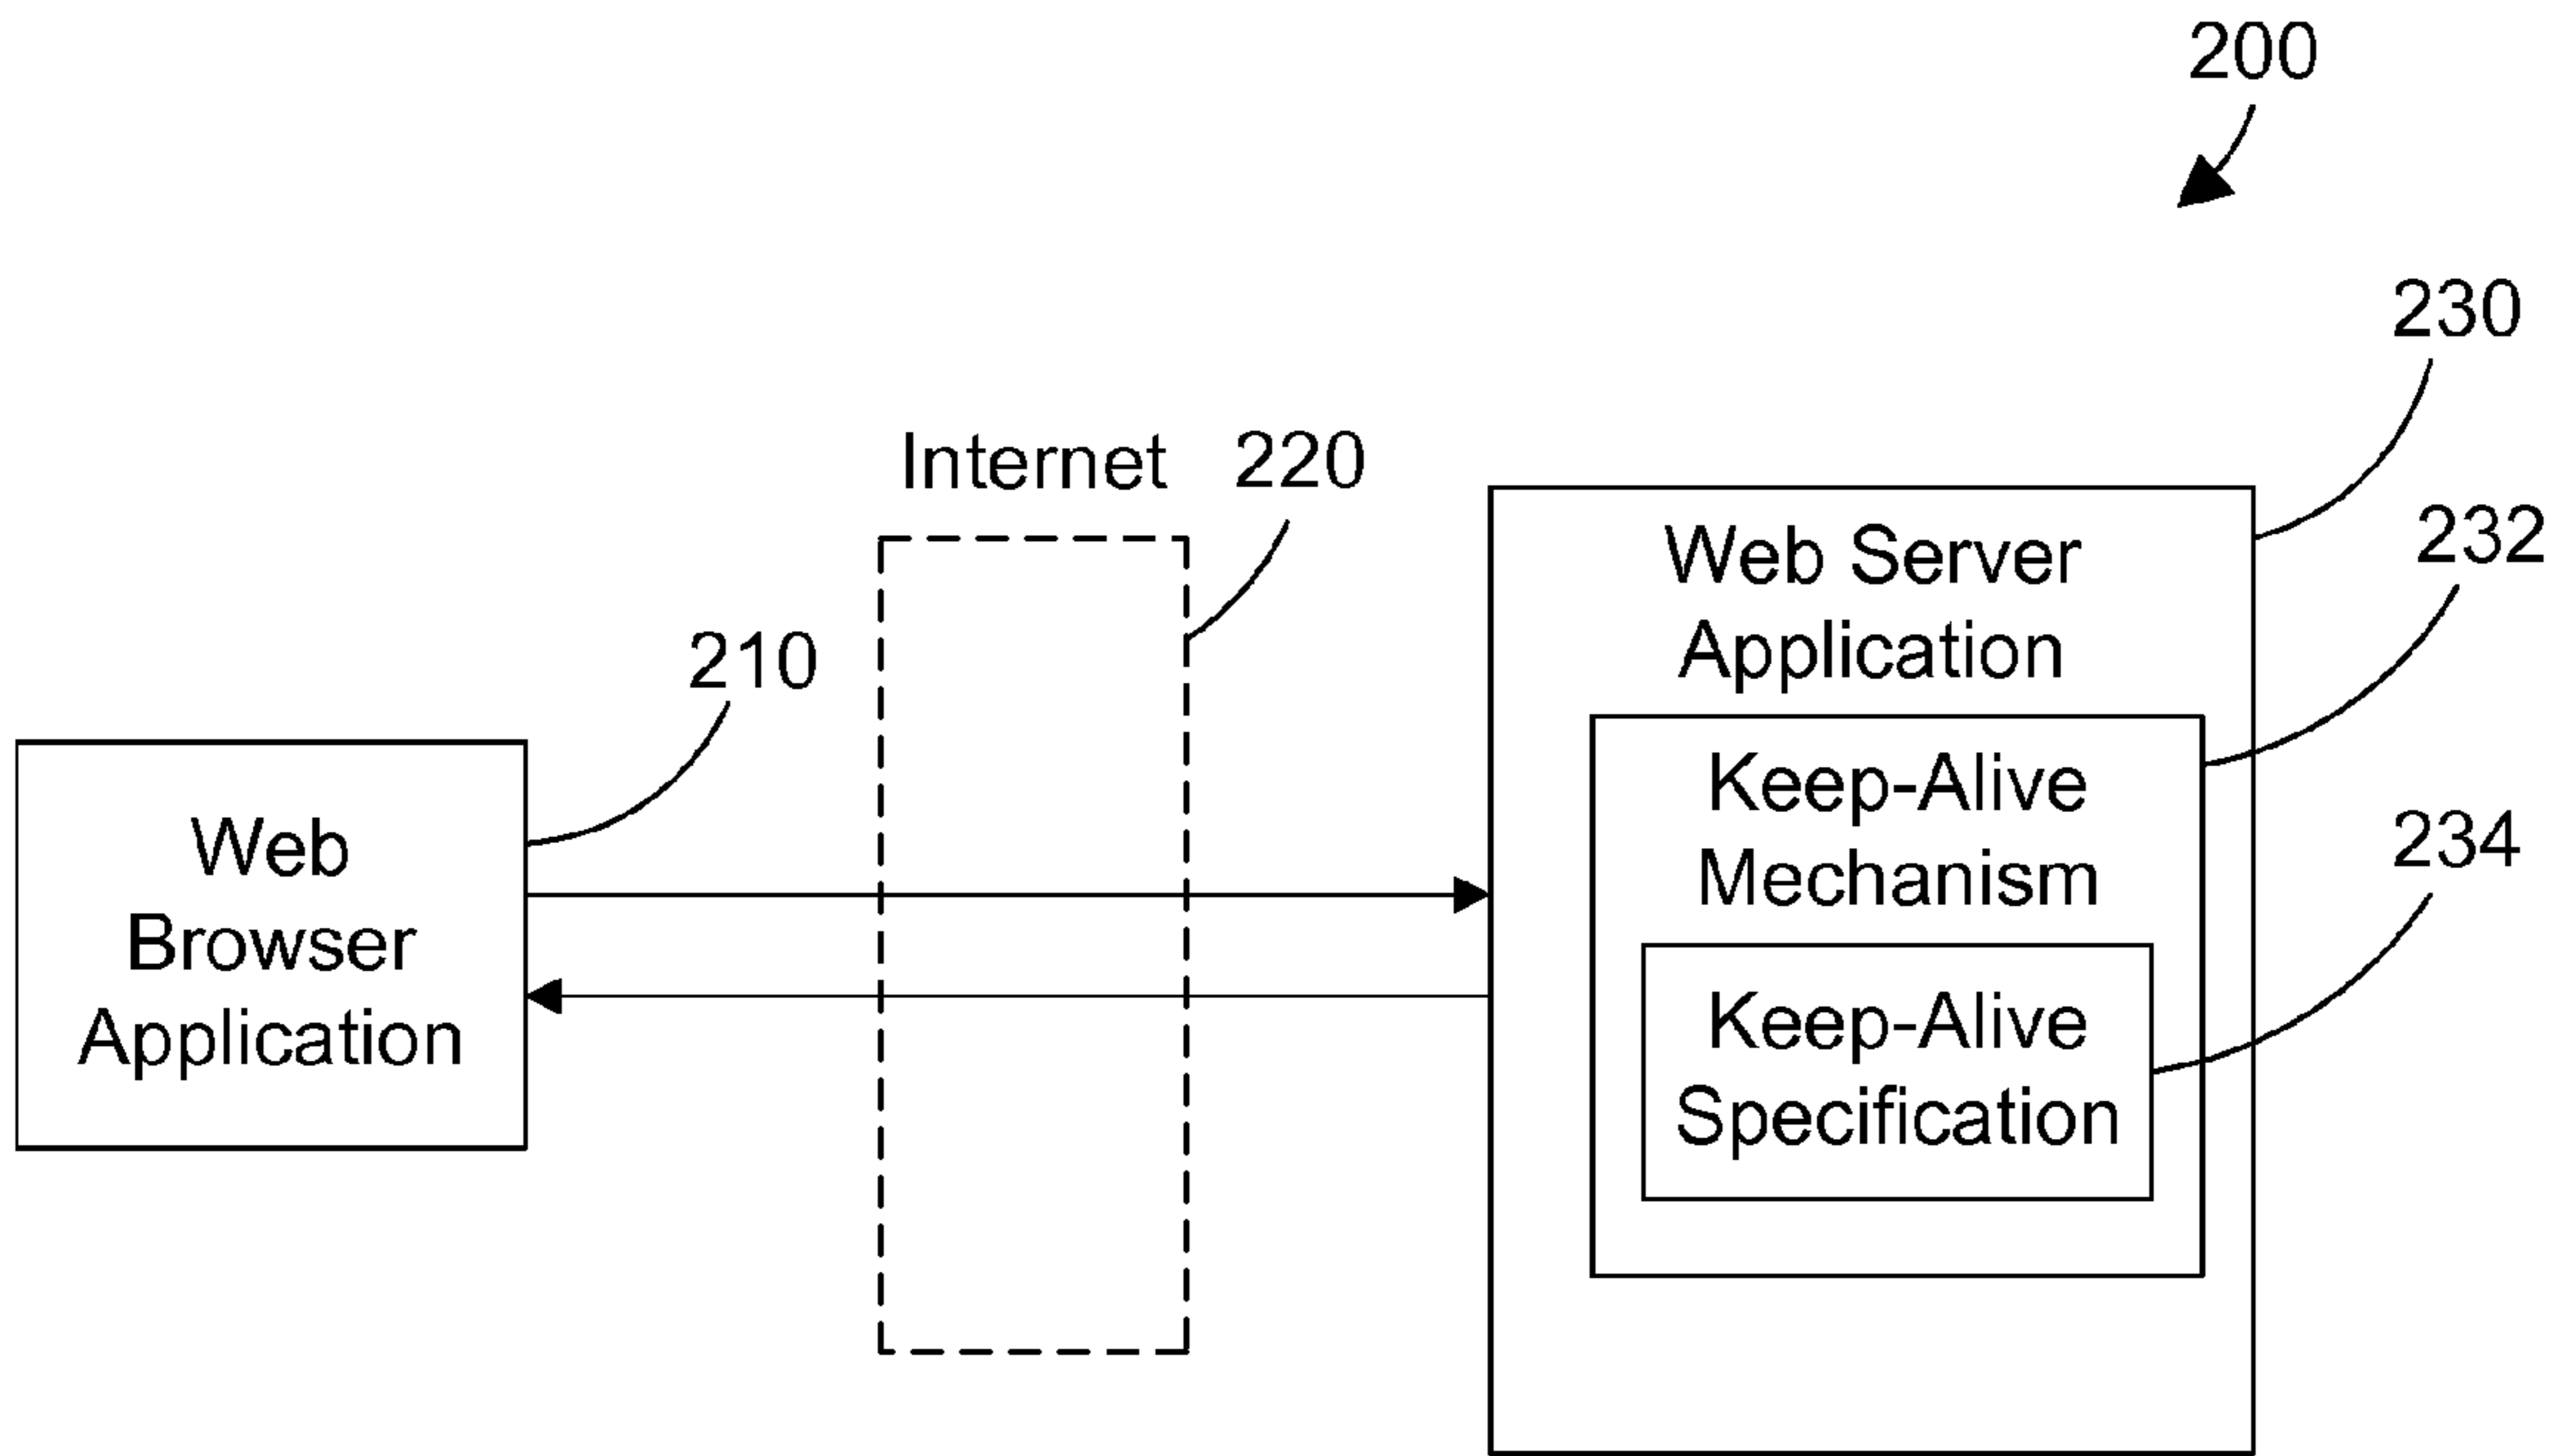 200
230
Internet 220
232
Web Server
Application
210
Keep-Alive
Mechanism
234
Web
Browser
Application
Keep-Alive
Specification